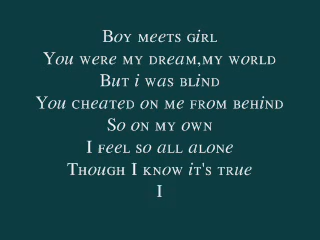 Boy meets girl
You were my dream,my world
But i was blind
You cheated on me from behind
So on my own
I feel so all alone
Though I know it's true
I